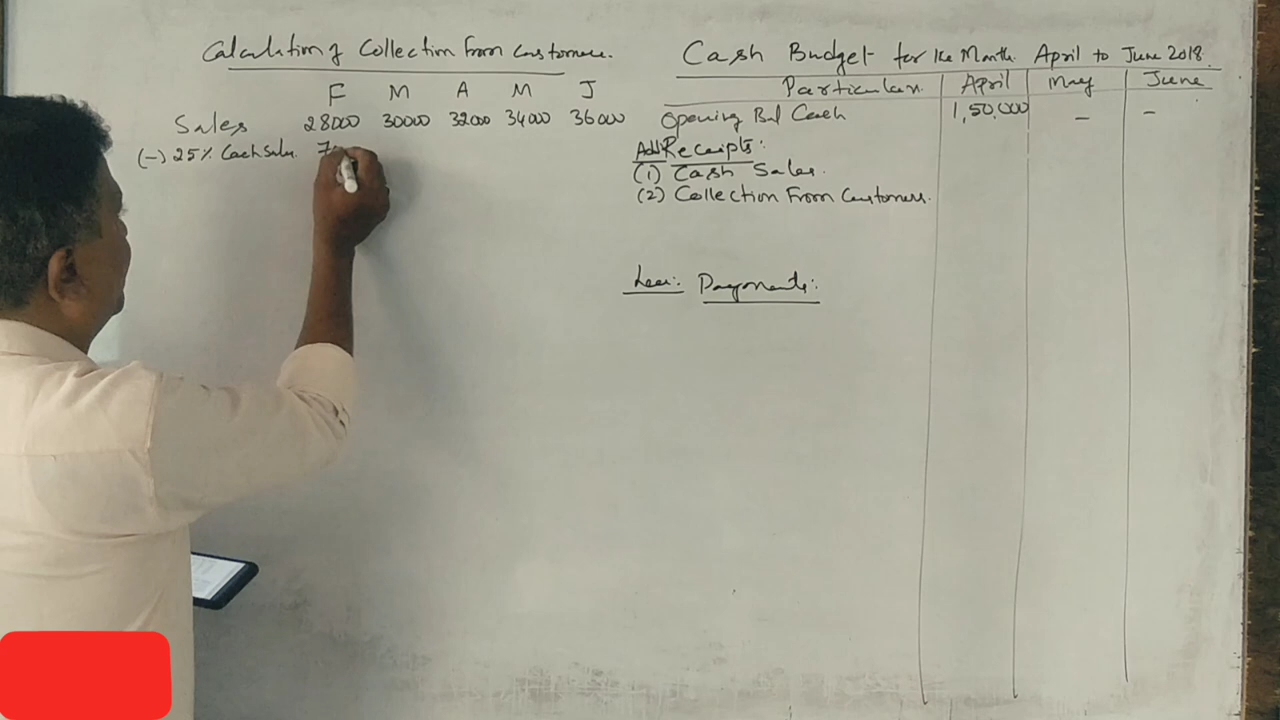 Calculation of Collection From Customers.
F M A M J
Sales 28000 30000 32000 34000 36000
(-) 25% Cash Sales. 7
Cash Budget for the Month April to June 2018.
Particulars. April May June
Opening Bal Cash 1,50,000 - -
Add Receipts:
(1) Cash Sales.
(2) Collection From Customers.
Less: Payments: